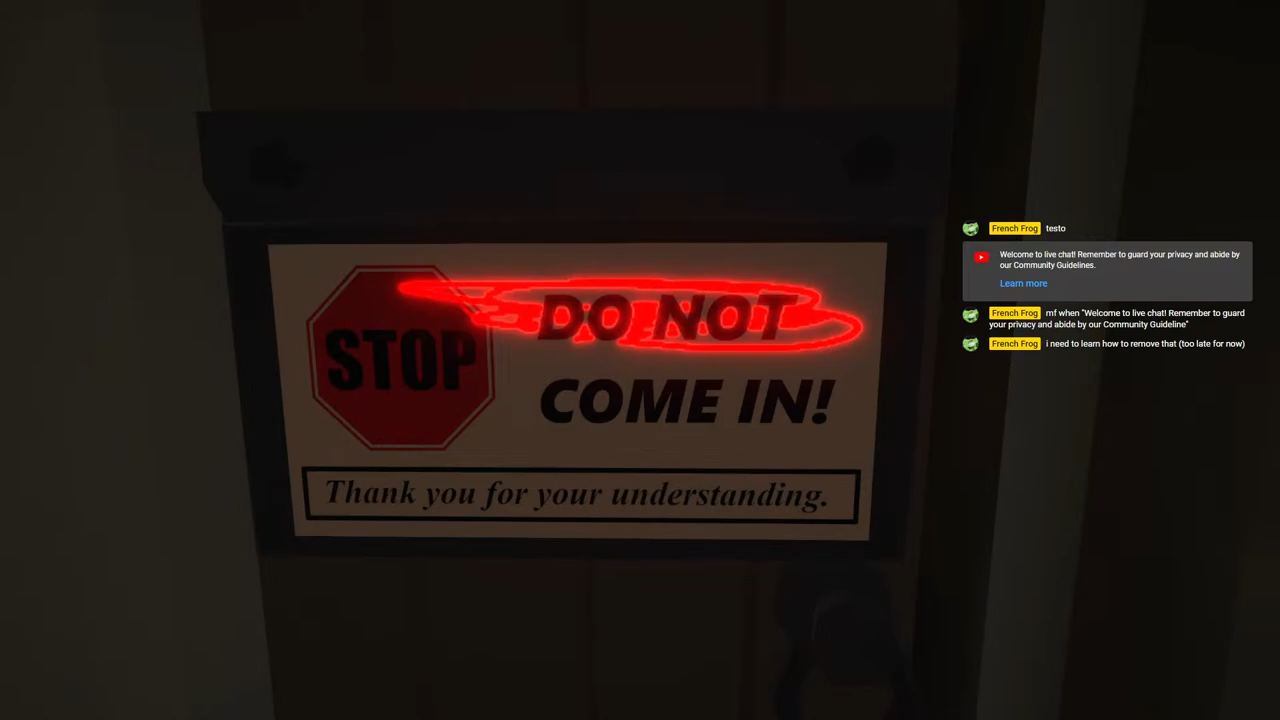 STOP
DO NOT
COME IN!
Thank you for your understanding.
French Frog testo
Welcome to live chat! Remember to guard your privacy and abide by
our Community Guidelines.
Learn more
French Frog mf when "Welcome to live chat! Remember to guard
your privacy and abide by our Community Guideline"
French Frog i need to learn how to remove that (too late for now)